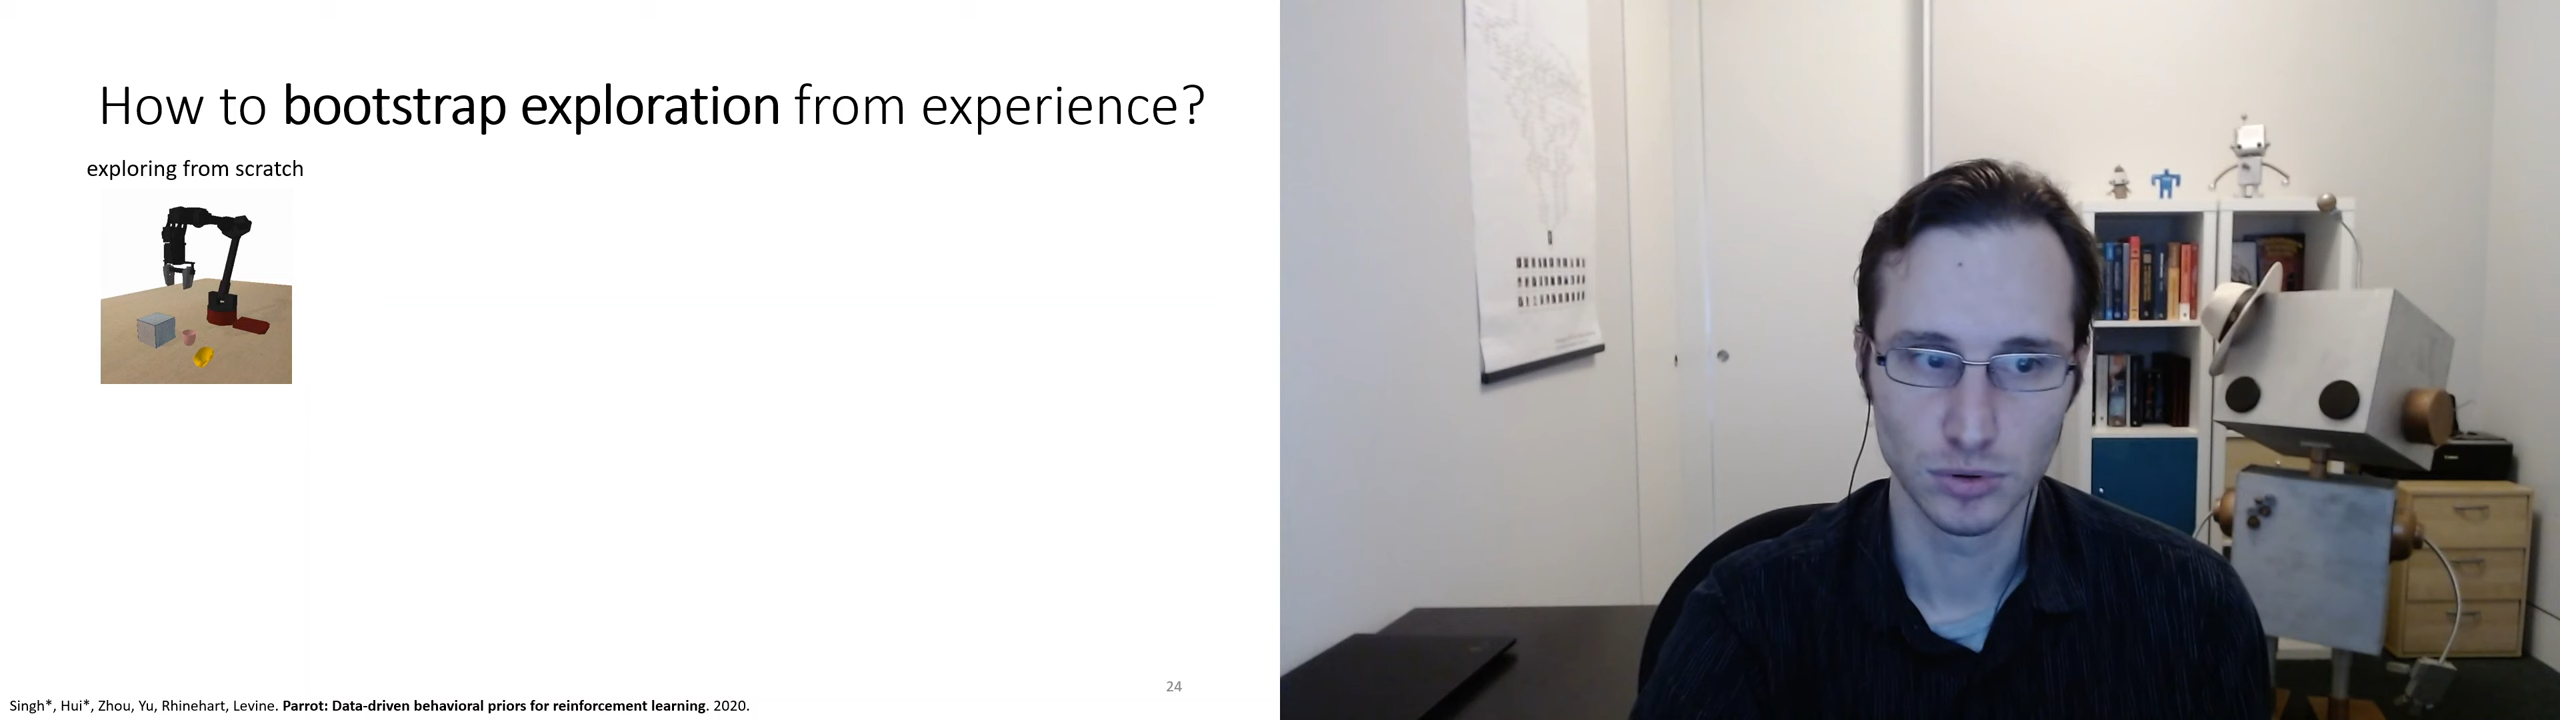 How to bootstrap exploration from experience?
exploring from scratch
24
Singh*, Hui*, Zhou, Yu, Rhinehart, Levine. Parrot: Data-driven behavioral priors for reinforcement learning. 2020.